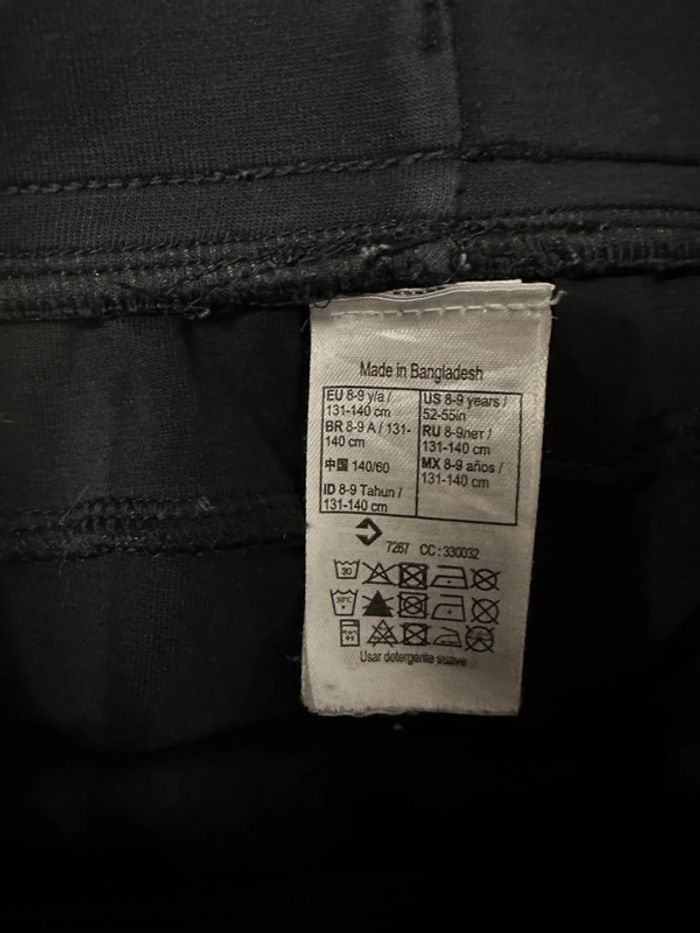 Made in Bangladesh
EU 8-9 y/a /
131-140 cm
BR 8-9 A / 131-
140 cm
中国 140/60
ID 8-9 Tahun /
131-140 cm
US 8-9 years /
52-55in
RU 8-9лет /
131-140 cm
MX 8-9 años /
131-140 cm
7267 CC:330032
30
30°C
Usar detergente suave